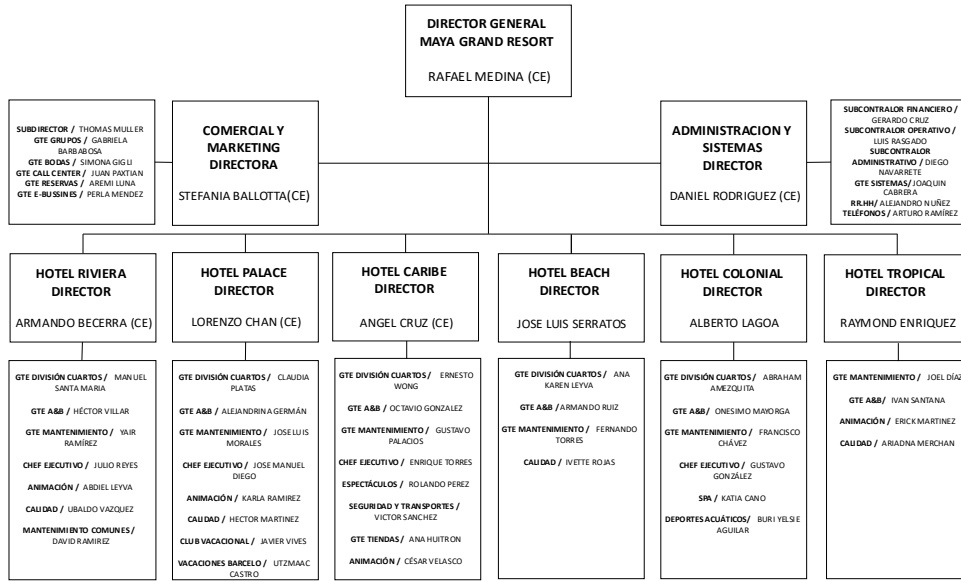 DIRECTOR GENERAL
MAYA GRAND RESORT
RAFAEL MEDINA (CE)
SUBDIRECTOR / THOMAS MULLER
GTE GRUPOS / GABRIELA
BARBABOSA
GTE BODAS / SIMONA GIGLI
GTE CALL CENTER / JUAN PAXTIAN
GTE RESERVAS / AREMI LUNA
GTE E-BUSSINES / PERLA MENDEZ
COMERCIAL Y
MARKETING
DIRECTORA
STEFANIA BALLOTTA(CE)
ADMINISTRACION Y
SISTEMAS
DIRECTOR
DANIEL RODRIGUEZ (CE)
SUBCONTRALOR FINANCIERO /
GERARDO CRUZ
SUBCONTRALOR OPERATIVO /
LUIS RASGADO
SUBCONTRALOR
ADMINISTRATIVO / DIEGO
NAVARRETE
GTE SISTEMAS/ JOAQUIN
CABRERA
RR.HH/ ALEJANDRO NUÑEZ
TELÉFONOS / ARTURO RAMÍREZ
HOTEL RIVIERA
DIRECTOR
ARMANDO BECERRA (CE)
HOTEL PALACE
DIRECTOR
LORENZO CHAN (CE)
HOTEL CARIBE
DIRECTOR
ANGEL CRUZ (CE)
HOTEL BEACH
DIRECTOR
JOSE LUIS SERRATOS
HOTEL COLONIAL
DIRECTOR
ALBERTO LAGOA
HOTEL TROPICAL
DIRECTOR
RAYMOND ENRIQUEZ
GTE DIVISIÓN CUARTOS / MANUEL
SANTA MARIA
GTE A&B / HÉCTOR VILLAR
GTE MANTENIMIENTO / YAIR
RAMÍREZ
CHEF EJECUTIVO / JULIO REYES
ANIMACIÓN / ABDIEL LEYVA
CALIDAD / UBALDO VAZQUEZ
MANTENIMIENTO COMUNES /
DAVID RAMIREZ
GTE DIVISIÓN CUARTOS / CLAUDIA
PLATAS
GTE A&B / ALEJANDRINA GERMÁN
GTE MANTENIMIENTO / JOSE LUIS
MORALES
CHEF EJECUTIVO / JOSE MANUEL
DIEGO
ANIMACIÓN / KARLA RAMIREZ
CALIDAD / HECTOR MARTINEZ
CLUB VACACIONAL / JAVIER VIVES
VACACIONES BARCELO / UTZMAAC
CASTRO
GTE DIVISIÓN CUARTOS / ERNESTO
WONG
GTE A&B / OCTAVIO GONZALEZ
GTE MANTENIMIENTO / GUSTAVO
PALACIOS
CHEF EJECUTIVO / ENRIQUE TORRES
ESPECTÁCULOS / ROLANDO PEREZ
SEGURIDAD Y TRANSPORTES /
VICTOR SANCHEZ
GTE TIENDAS / ANA HUITRON
ANIMACIÓN / CÉSAR VELASCO
GTE DIVISIÓN CUARTOS / ANA
KAREN LEYVA
GTE A&B / ARMANDO RUIZ
GTE MANTENIMIENTO / FERNANDO
TORRES
CALIDAD / IVETTE ROJAS
GTE DIVISIÓN CUARTOS / ABRAHAM
AMEZQUITA
GTE A&B/ ONESIMO MAYORGA
GTE MANTENIMIENTO / FRANCISCO
CHÁVEZ
CHEF EJECUTIVO / GUSTAVO
GONZÁLEZ
SPA / KATIA CANO
DEPORTES ACUÁTICOS/ BURI YELSIE
AGUILAR
GTE MANTENIMIENTO / JOEL DÍAZ
GTE A&B/ IVAN SANTANA
ANIMACIÓN / ERICK MARTINEZ
CALIDAD / ARIADNA MERCHAN